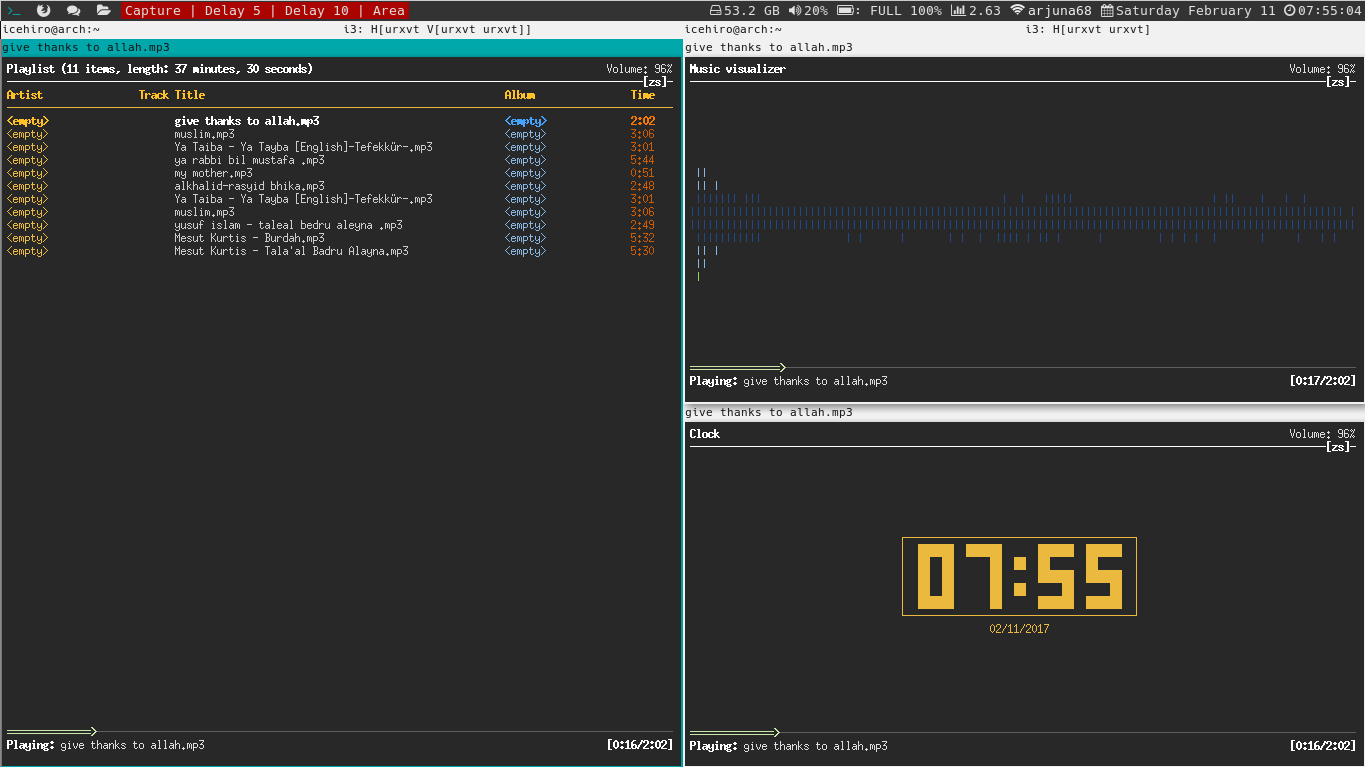 Capture | Delay 5 | Delay 10 | Area 53.2 GB 20% : FULL 100% 2.63 arjuna68 Saturday February 11 07:55:04
icehiro@arch:~ i3: H[urxvt V[urxvt urxvt]]
give thanks to allah.mp3
Playlist (11 items, length: 37 minutes, 30 seconds) Volume: 96%
[zs]
Artist Track Title Album Time
<empty> give thanks to allah.mp3 <empty> 2:02
<empty> muslim.mp3 <empty> 3:06
<empty> Ya Taiba - Ya Tayba [English]-Tefekkür-.mp3 <empty> 3:01
<empty> ya rabbi bil mustafa .mp3 <empty> 5:44
<empty> my mother.mp3 <empty> 0:51
<empty> alkhalid-rasyid bhika.mp3 <empty> 2:48
<empty> Ya Taiba - Ya Tayba [English]-Tefekkür-.mp3 <empty> 3:01
<empty> muslim.mp3 <empty> 3:06
<empty> yusuf islam - taleal bedru aleyna .mp3 <empty> 2:49
<empty> Mesut Kurtis - Burdah.mp3 <empty> 5:32
<empty> Mesut Kurtis - Tala'al Badru Alayna.mp3 <empty> 5:30
Playing: give thanks to allah.mp3 [0:16/2:02]
icehiro@arch:~ i3: H[urxvt urxvt]
give thanks to allah.mp3
Music visualizer Volume: 96%
[zs]
Playing: give thanks to allah.mp3 [0:17/2:02]
give thanks to allah.mp3
Clock Volume: 96%
[zs]
07:55
02/11/2017
Playing: give thanks to allah.mp3 [0:16/2:02]